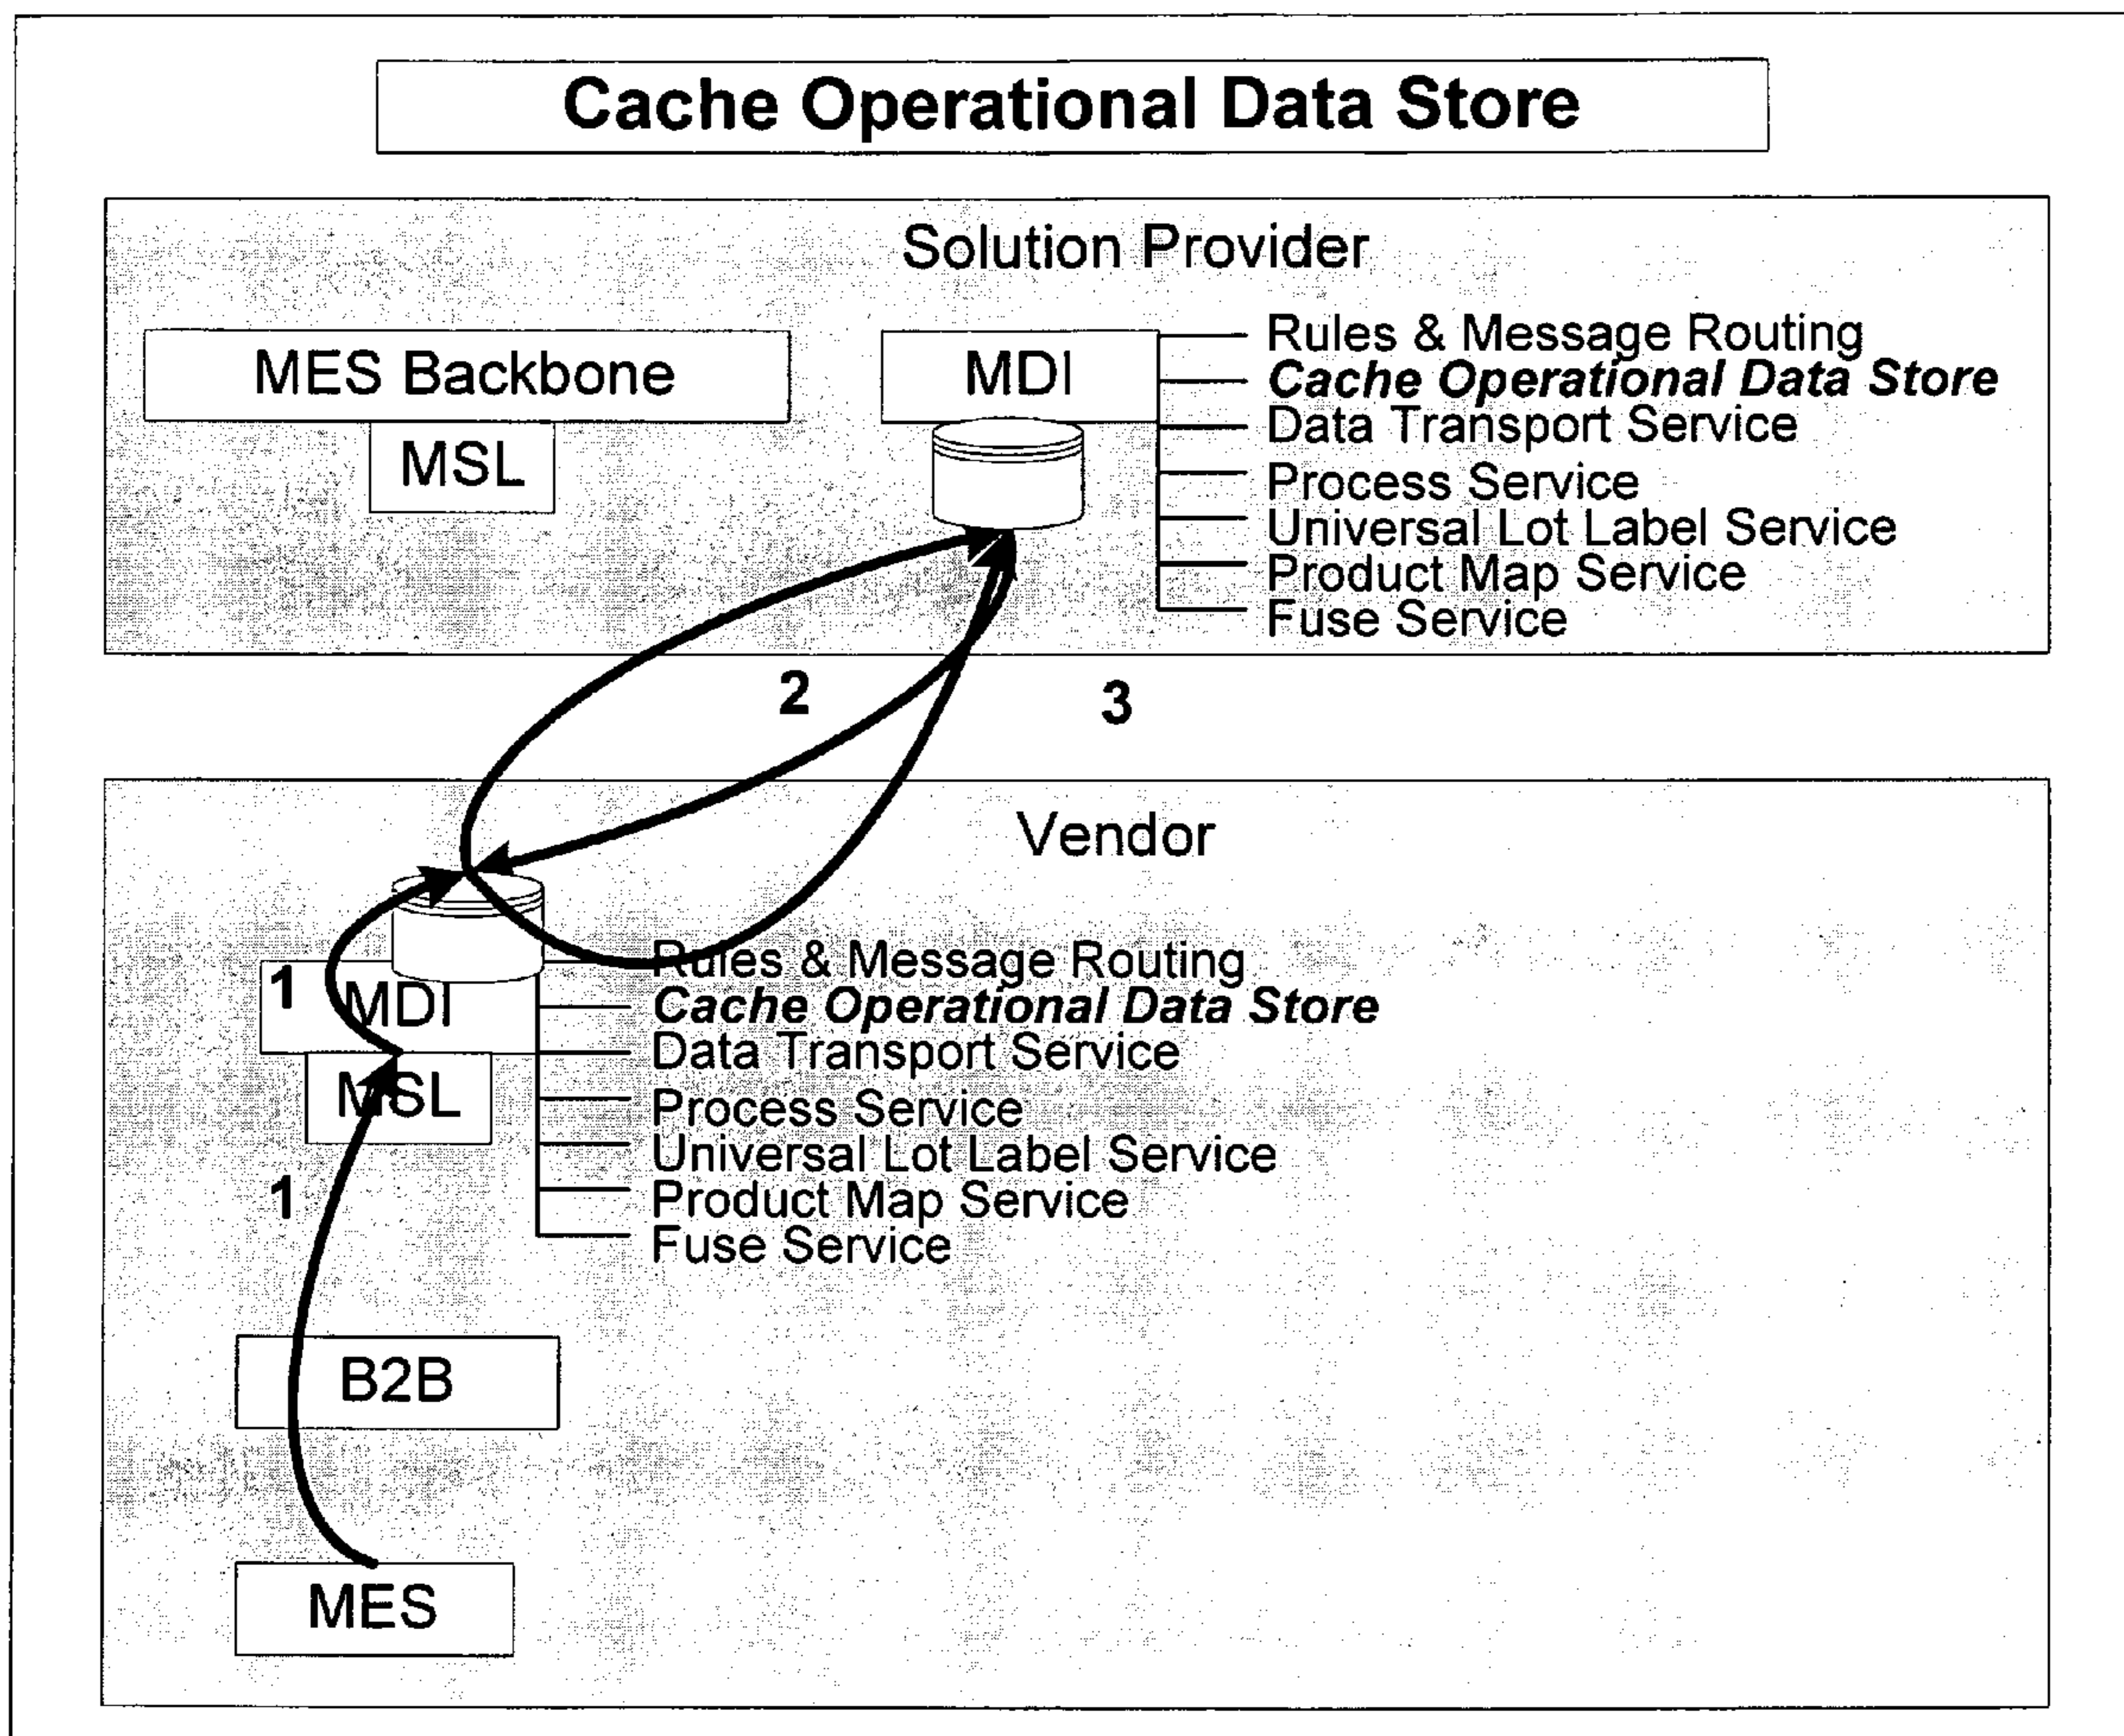 Cache Operational Data Store
Solution Provider
MES Backbone
MSL
MDI
Rules & Message Routing
Cache Operational Data Store
Data Transport Service
Process Service
Universal Lot Label Service
Product Map Service
Fuse Service
2
3
Vendor
1
MDI
MSL
Rules & Message Routing
Cache Operational Data Store
Data Transport Service
Process Service
Universal Lot Label Service
Product Map Service
Fuse Service
1
B2B
MES